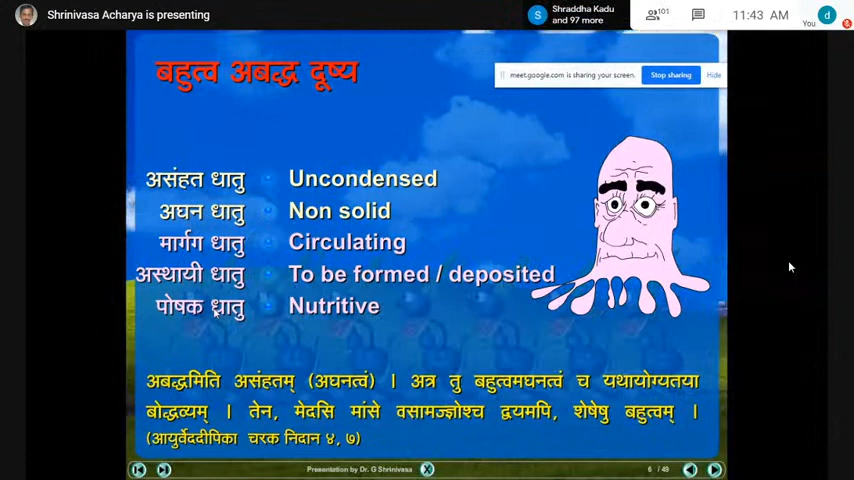 Shrinivasa Acharya is presenting
Shraddha Kadu
and 97 more
S
101
11:43 AM
You
d
बहुत्व अबद्ध दूष्य
meet.google.com is sharing your screen.
Stop sharing
Hide
असंहत धातु Uncondensed
अघन धातु Non solid
मार्गग धातु Circulating
अस्थायी धातु To be formed / deposited
पोषक धातु Nutritive
अबद्धमिति असंहतम् (अघनत्वं) । अत्र तु बहुत्वमघनत्वं च यथायोग्यतया
बोद्धव्यम् । तेन, मेदसि मांसे वसामज्ज्ञोश्च द्वयमपि, शेषेषु बहुत्वम् ।
(आयुर्वेददीपिका चरक निदान ४, ७)
Presentation by Dr. G Shrinivasa
X
6 / 49